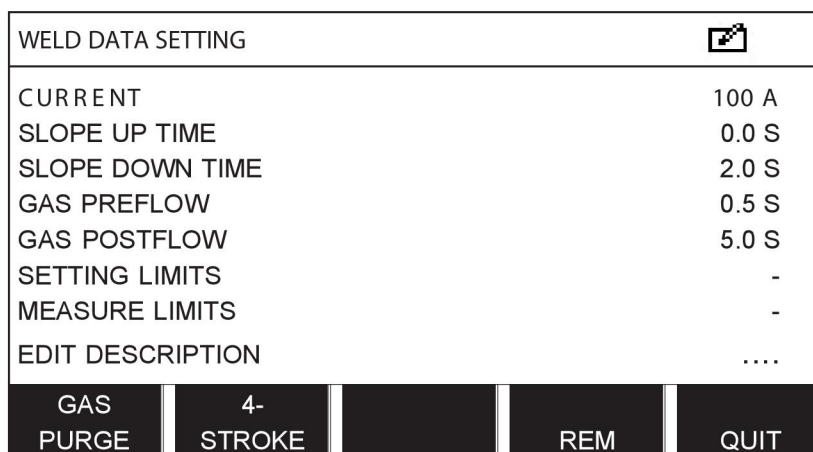 WELD DATA SETTING
CURRENT 100 A
SLOPE UP TIME 0.0 S
SLOPE DOWN TIME 2.0 S
GAS PREFLOW 0.5 S
GAS POSTFLOW 5.0 S
SETTING LIMITS -
MEASURE LIMITS -
EDIT DESCRIPTION ....
GAS PURGE
4-STROKE
REM
QUIT